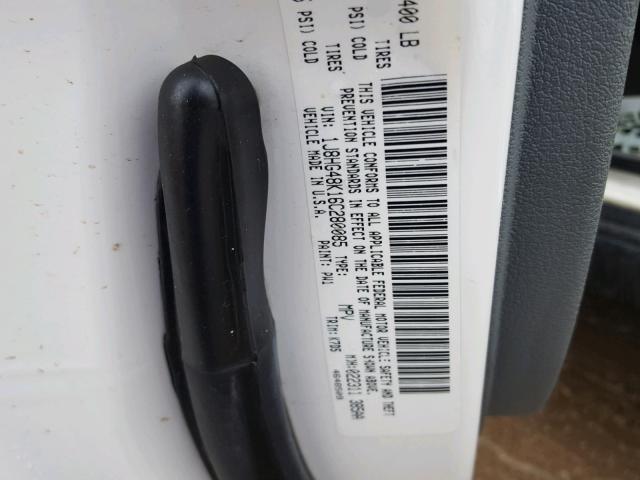 400 LB
PSI) COLD
PSI) COLD
TIRES
TIRES
THIS VEHICLE CONFORMS TO ALL APPLICABLE FEDERAL MOTOR VEHICLE: SAFETY AND THEFT
PREVENTION STANDARDS IN EFFECT ON THE DATE OF MANUFACTURE SHOWN ABOVE.
VIN: 1J8HG48K16C280085 TYPE: MPV
VEHICLE MADE IN U.S.A. PAINT: PW1 TRIM: K7D5